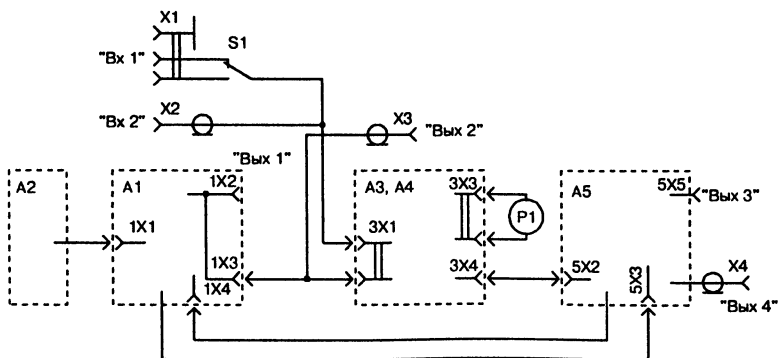 X1
S1
"Вх 1"
"Вх 2"
X2
X3
"Вых 2"
"Вых 1"
A2
A1
1X2
A3, A4
3X3
A5
5X5
"Вых 3"
P1
1X1
3X1
1X3
1X4
3X4
5X2
5X3
X4
"Вых 4"